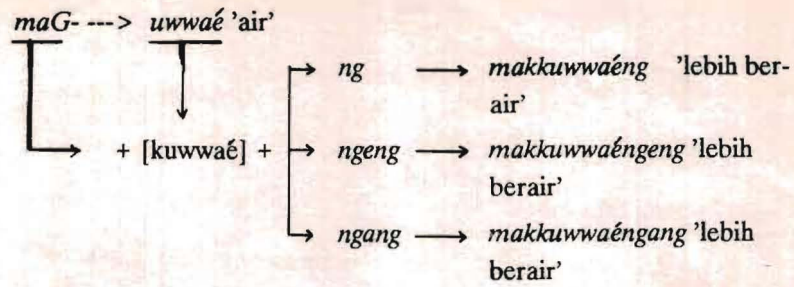 maG- ---> uwwaé 'air'
ng → makkuwwaéng 'lebih ber-
air'
+ [kuwwaé] + ngeng → makkuwwaéngeng 'lebih
berair'
ngang → makkuwwaéngang 'lebih
berair'